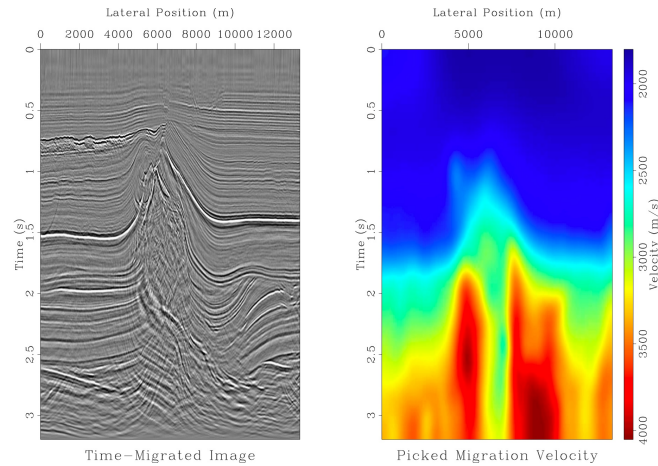 Lateral Position (m)
0 2000 4000 6000 8000 10000 12000
0
0.5
1
1.5
2
2.5
3
Time (s)
Time-Migrated Image
Lateral Position (m)
0 5000 10000
0
0.5
1
1.5
2
2.5
3
Time (s)
Picked Migration Velocity
2000
2500
3000
3500
4000
Velocity (m/s)